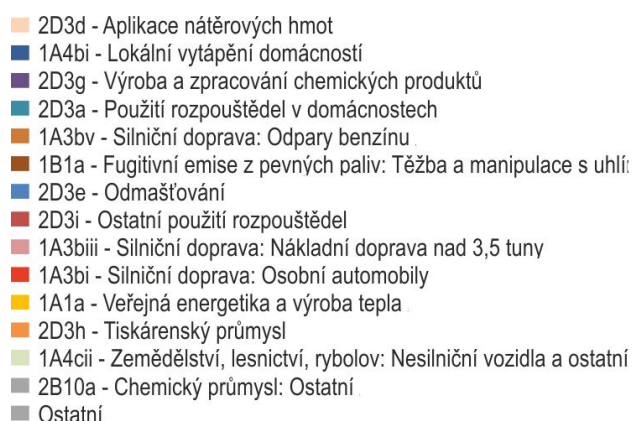 2D3d - Aplikace nátěrových hmot
1A4bi - Lokální vytápění domácností
2D3g - Výroba a zpracování chemických produktů
2D3a - Použití rozpouštědel v domácnostech
1A3bv - Silniční doprava: Odpary benzínu
1B1a - Fugitivní emise z pevných paliv: Těžba a manipulace s uhlí
2D3e - Odmašťování
2D3i - Ostatní použití rozpouštědel
1A3biii - Silniční doprava: Nákladní doprava nad 3,5 tuny
1A3bi - Silniční doprava: Osobní automobily
1A1a - Veřejná energetika a výroba tepla
2D3h - Tiskárenský průmysl
1A4cii - Zemědělství, lesnictví, rybolov: Nesilniční vozidla a ostatní
2B10a - Chemický průmysl: Ostatní
Ostatní